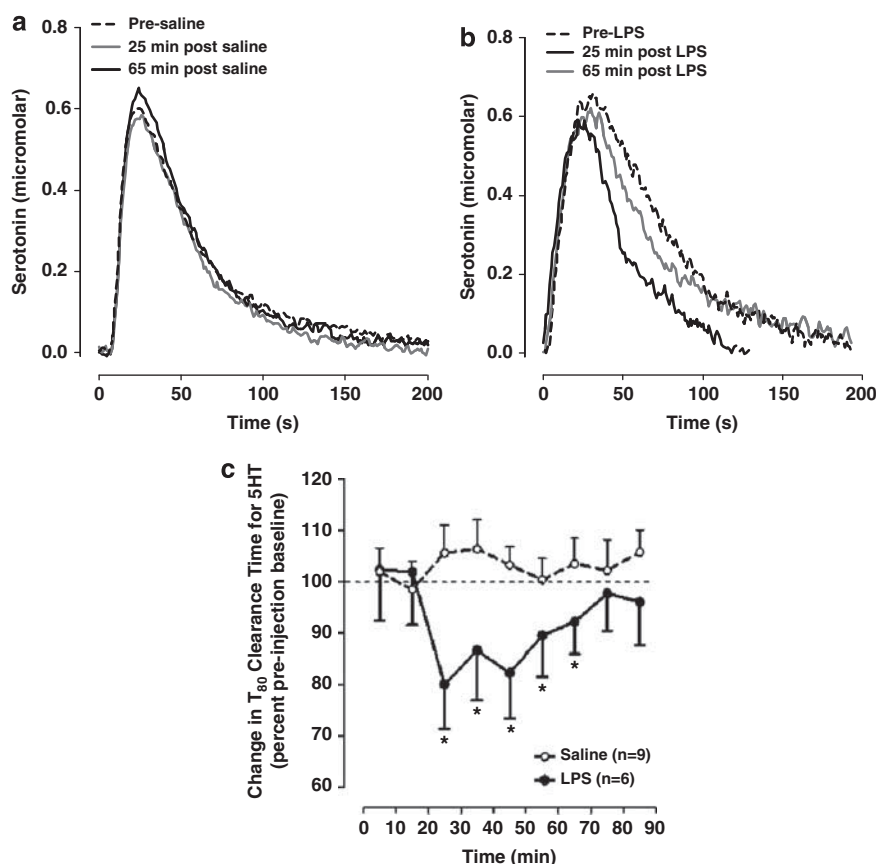 a
Pre-saline
25 min post saline
65 min post saline
Serotonin (micromolar)
0.8
0.6
0.4
0.2
0.0
0 50 100 150 200
Time (s)
b
Pre-LPS
25 min post LPS
65 min post LPS
Serotonin (micromolar)
0.8
0.6
0.4
0.2
0.0
0 50 100 150 200
Time (s)
c
Change in T80 Clearance Time for 5HT
(percent pre-injection baseline)
120
110
100
90
80
70
60
* * * * *
Saline (n=9)
LPS (n=6)
0 10 20 30 40 50 60 70 80 90
Time (min)